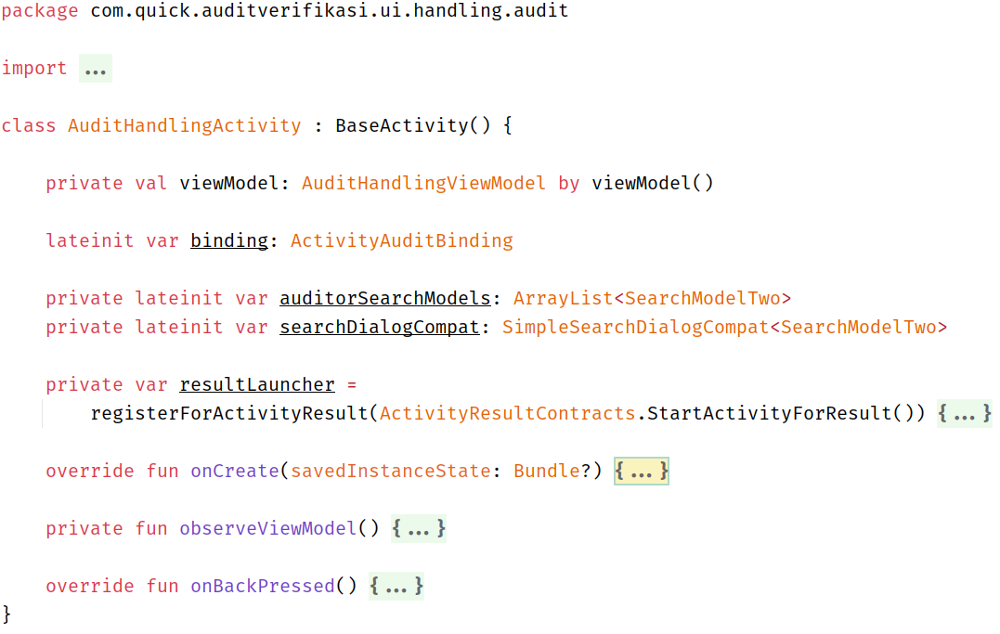 package com.quick.auditverifikasi.ui.handling.audit
import ...
class AuditHandlingActivity : BaseActivity() {
private val viewModel: AuditHandlingViewModel by viewModel()
lateinit var binding: ActivityAuditBinding
private lateinit var auditorSearchModels: ArrayList<SearchModelTwo>
private lateinit var searchDialogCompat: SimpleSearchDialogCompat<SearchModelTwo>
private var resultLauncher =
registerForActivityResult(ActivityResultContracts.StartActivityForResult()) {...}
override fun onCreate(savedInstanceState: Bundle?) {...}
private fun observeViewModel() {...}
override fun onBackPressed() {...}
}